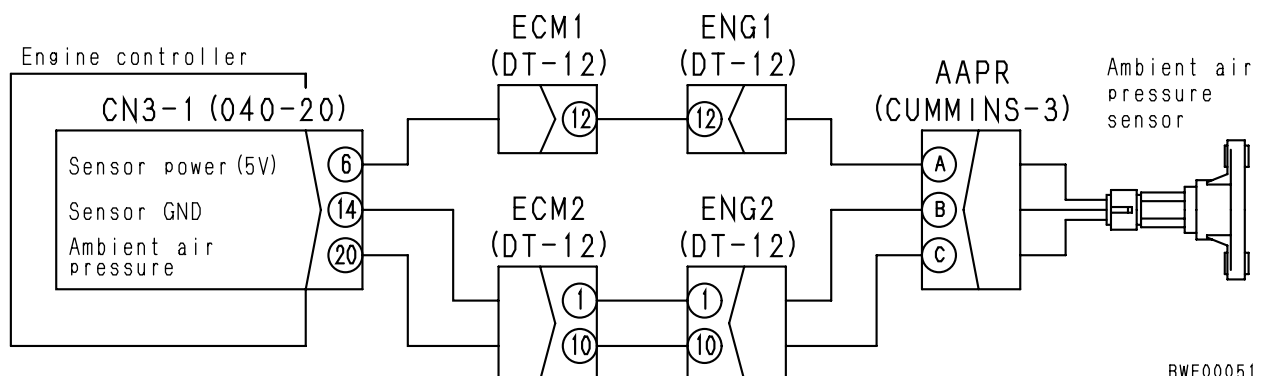 Engine controller
CN3-1 (040-20)
Sensor power (5V)
6
Sensor GND
14
Ambient air
pressure
20
ECM1
(DT-12)
12
ENG1
(DT-12)
12
ECM2
(DT-12)
1
10
ENG2
(DT-12)
1
10
AAPR
(CUMMINS-3)
A
B
C
Ambient air
pressure
sensor
BWE00051